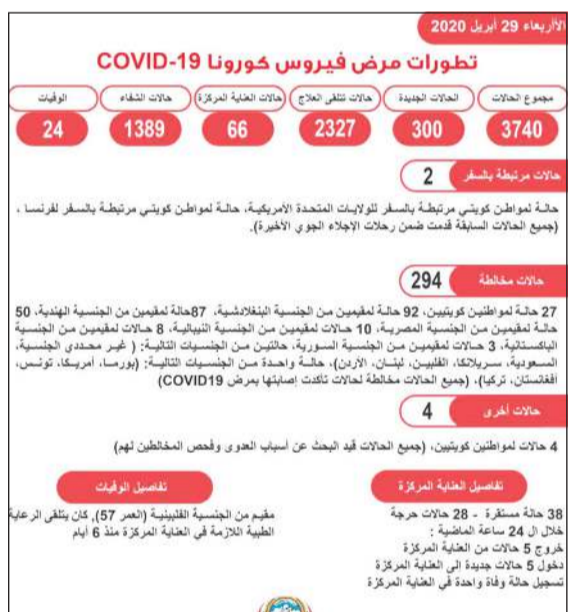 الأربعاء 29 أبريل 2020
تطورات مرض فيروس كورونا COVID-19
مجموع الحالات
الحالات الجديدة
حالات تتلقى العلاج
حالات العناية المركزة
حالات الشفاء
الوفيات
3740
300
2327
66
1389
24
حالات مرتبطة بالسفر 2
حالة لمواطن كويتي مرتبطة بالسفر للولايات المتحدة الأمريكية، حالة لمواطن كويتي مرتبطة بالسفر لفرنسا ،
(جميع الحالات السابقة قدمت ضمن رحلات الإجلاء الجوي الأخيرة).
حالات مخالطة 294
27 حالة لمواطنين كويتيين، 92 حالة لمقيمين من الجنسية البنغلادشية، 87حالة لمقيمين من الجنسية الهندية، 50
حالة لمقيمين من الجنسية المصرية، 10 حالات لمقيمين من الجنسية النيبالية، 8 حالات لمقيمين من الجنسية
الباكستانية، 3 حالات لمقيمين من الجنسية السورية، حالتين من الجنسيات التالية: ( غير محددي الجنسية،
السعودية، سريلانكا، الفلبين، لبنان، الأردن)، حالة واحدة من الجنسيات التالية: (بورما، أمريكا، تونس،
أفغانستان، تركيا)، (جميع الحالات مخالطة لحالات تأكدت إصابتها بمرض COVID19)
حالات أخرى 4
4 حالات لمواطنين كويتيين، (جميع الحالات قيد البحث عن أسباب العدوى وفحص المخالطين لهم)
تفاصيل العناية المركزة
38 حالة مستقرة - 28 حالات حرجة
خلال ال 24 ساعة الماضية :
خروج 5 حالات من العناية المركزة
دخول 5 حالات جديدة الى العناية المركزة
تسجيل حالة وفاة واحدة في العناية المركزة
تفاصيل الوفيات
مقيم من الجنسية الفلبينية (العمر 57)، كان يتلقى الرعاية
الطبية اللازمة في العناية المركزة منذ 6 أيام